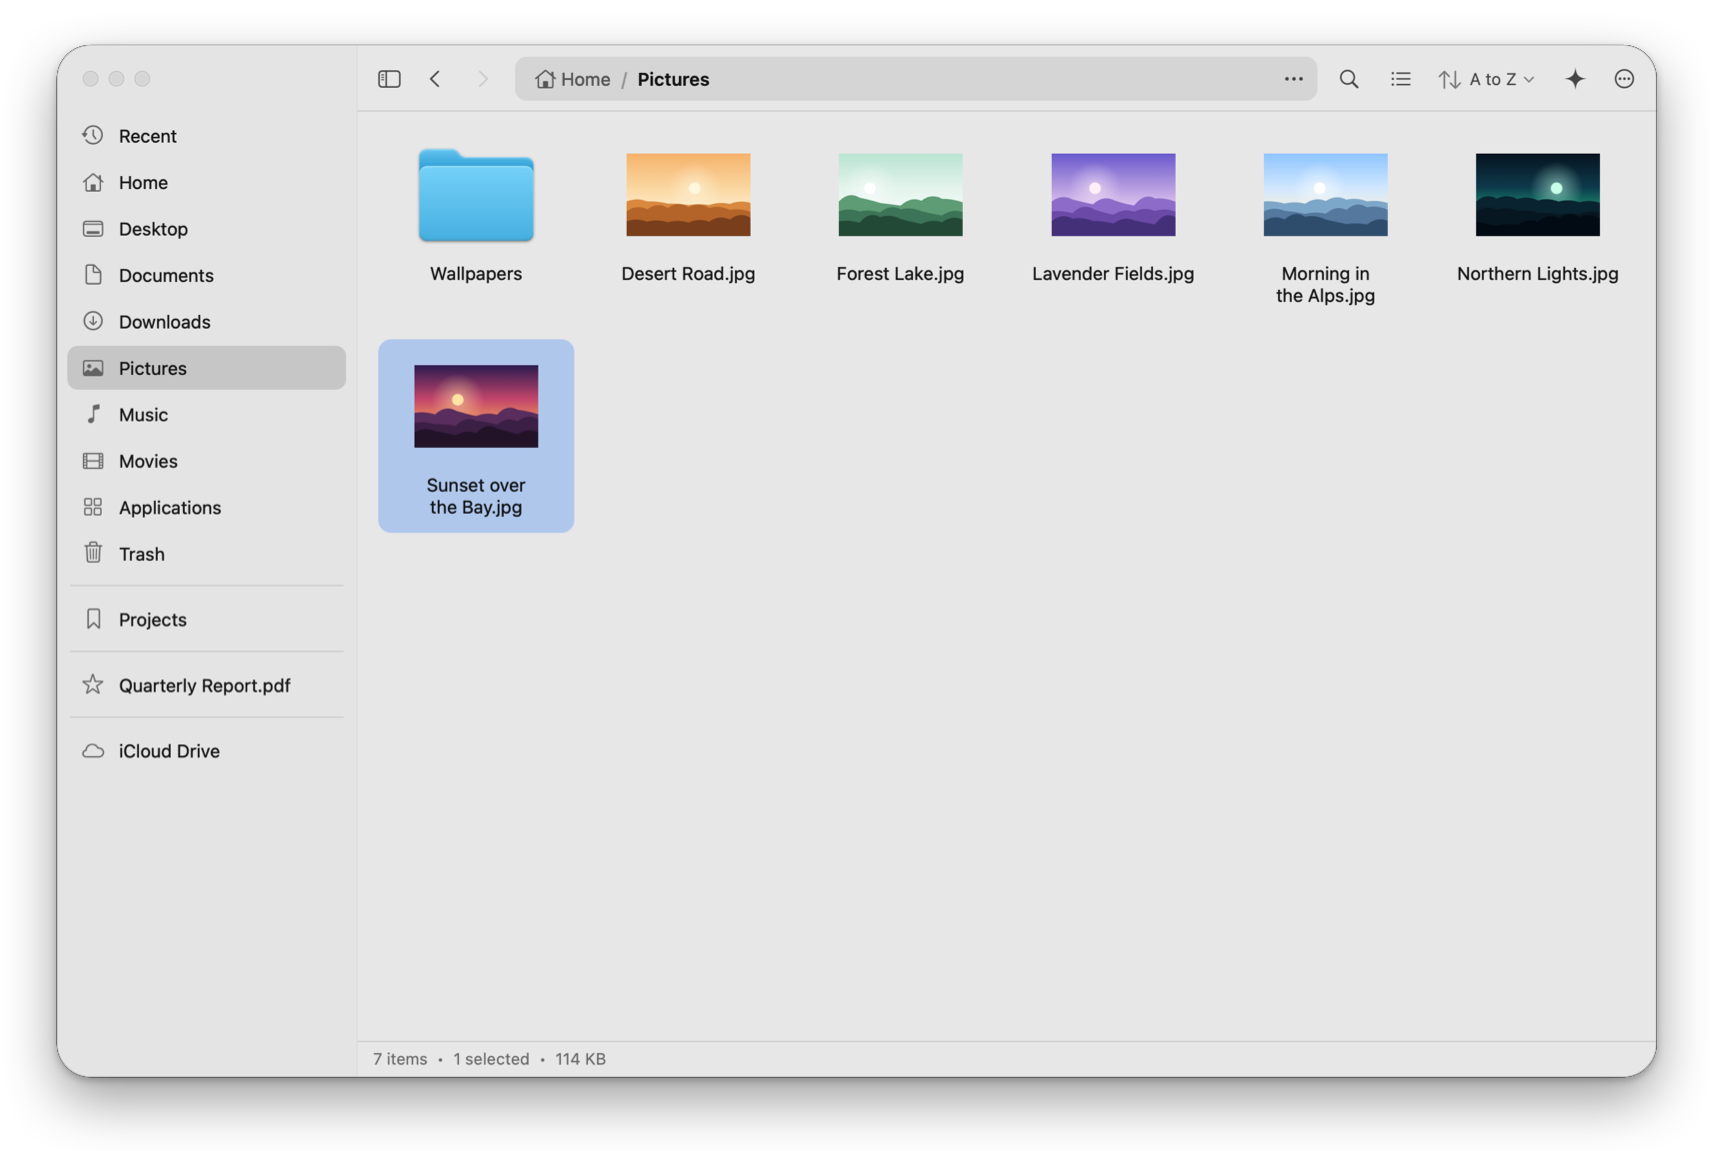 Home / Pictures
A to Z
Recent
Home
Desktop
Documents
Downloads
Pictures
Music
Movies
Applications
Trash
Projects
Quarterly Report.pdf
iCloud Drive
Wallpapers
Desert Road.jpg
Forest Lake.jpg
Lavender Fields.jpg
Morning in
the Alps.jpg
Northern Lights.jpg
Sunset over
the Bay.jpg
7 items • 1 selected • 114 KB